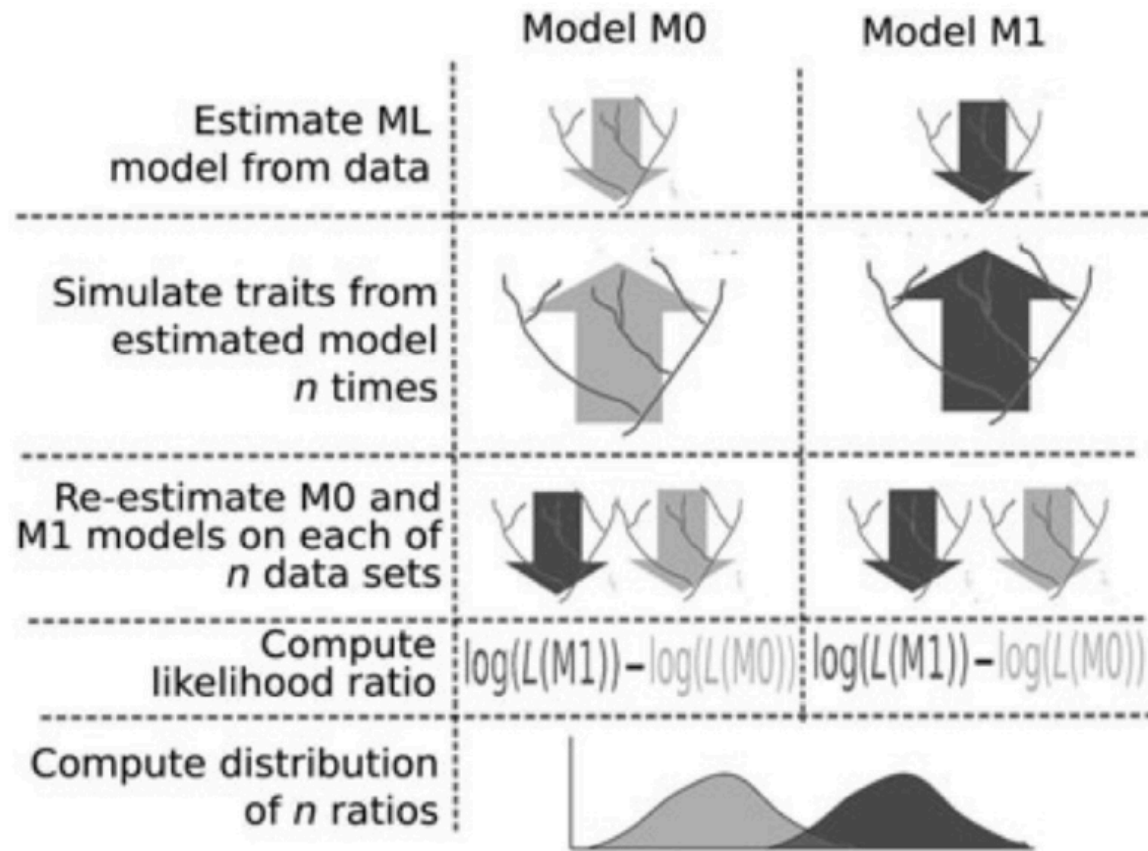 Model M0
Model M1
Estimate ML
model from data
Simulate traits from
estimated model
n times
Re-estimate M0 and
M1 models on each of
n data sets
Compute
likelihood ratio
log(L(M1))–log(L(M0))
log(L(M1))–log(L(M0))
Compute distribution
of n ratios